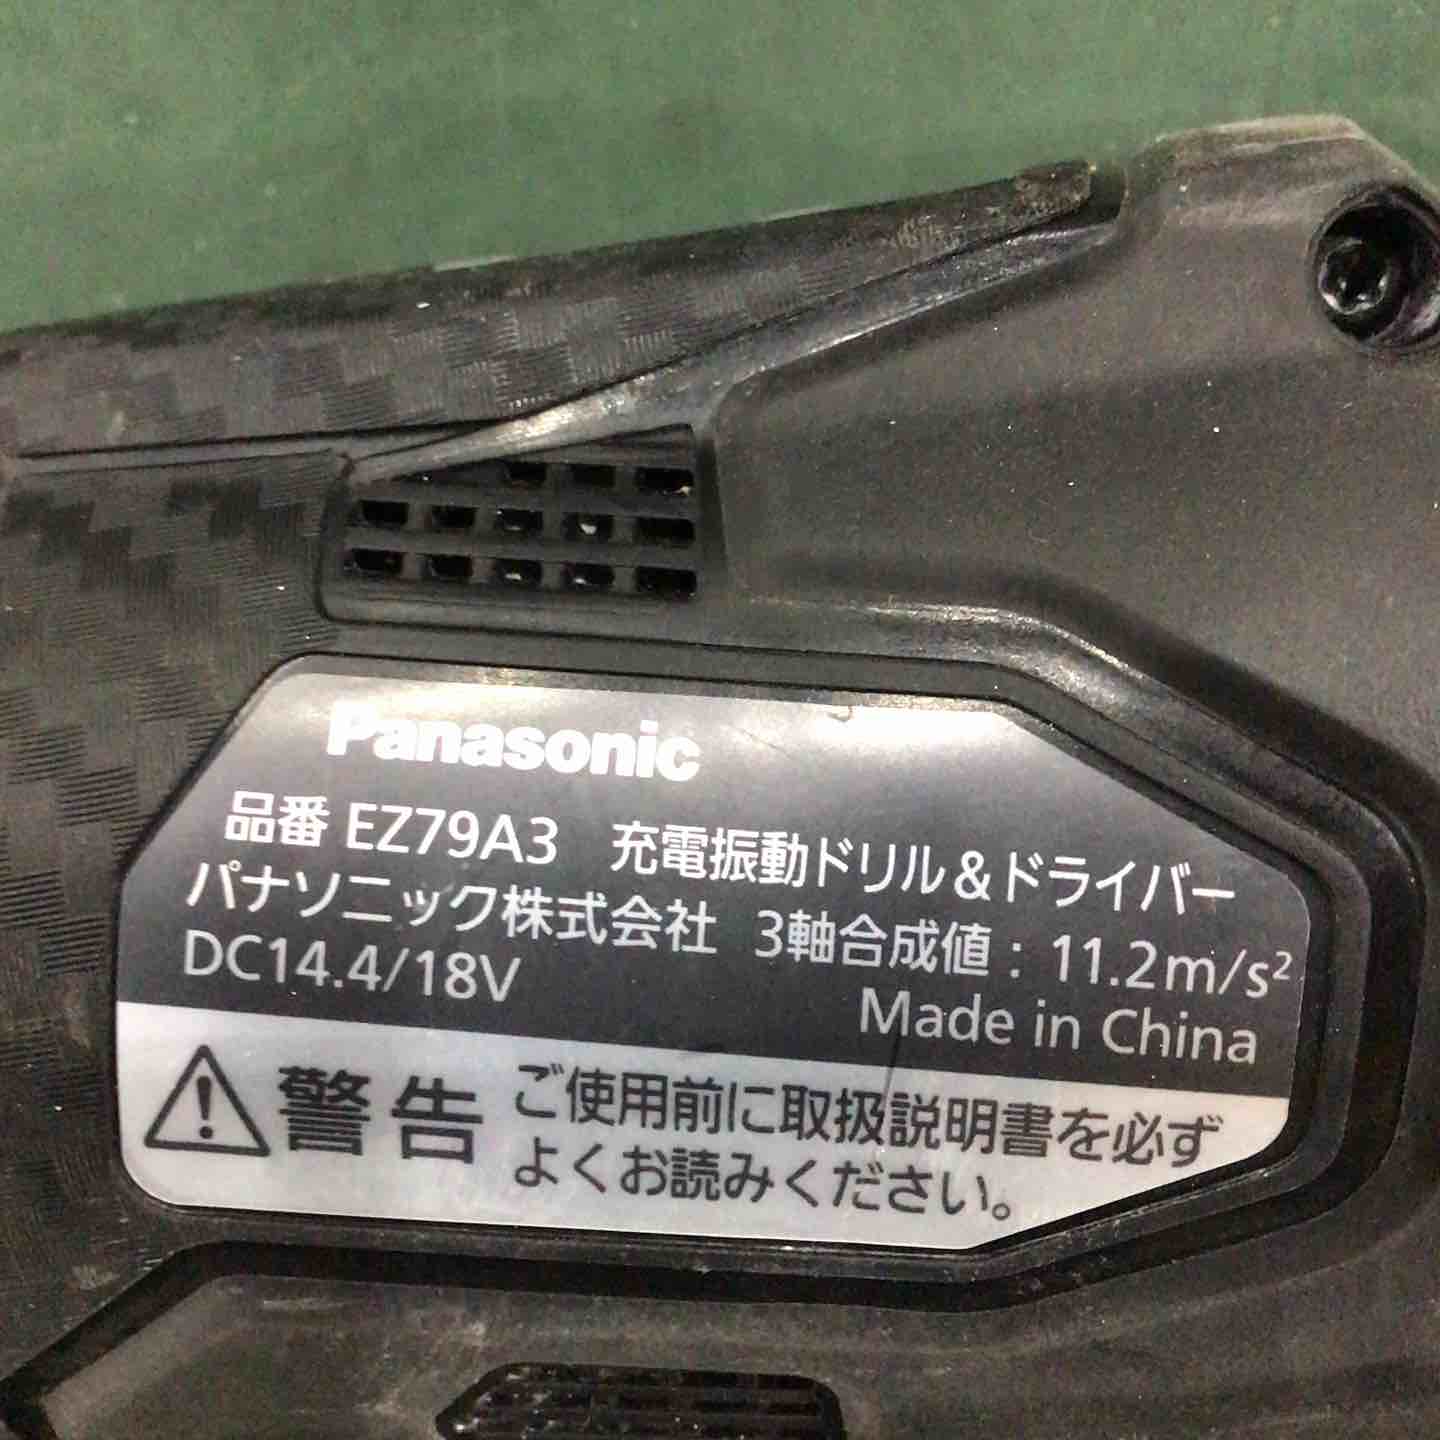 Panasonic
品番 EZ79A3 充電振動ドリル&ドライバー
パナソニック株式会社 3軸合成値：11.2m/s²
DC14.4/18V
Made in China
警告 ご使用前に取扱説明書を必ず
よくお読みください。